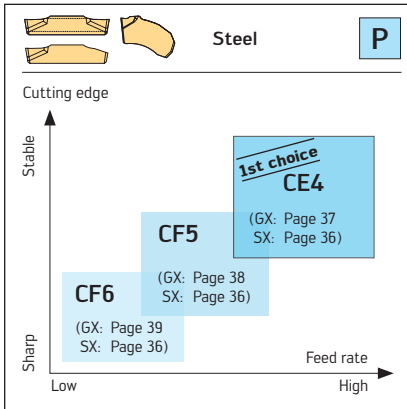 Steel
P
Cutting edge
Stable
1st choice
CE4
(GX: Page 37
SX: Page 36)
CF5
(GX: Page 38
SX: Page 36)
CF6
(GX: Page 39
SX: Page 36)
Sharp
Feed rate
Low
High